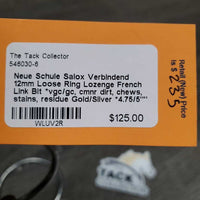 The Tack Collector
546030-6
Neue Schule Salox Verbindend
12mm Loose Ring Lozenge French
Link Bit *vgc/gc, cmnr dirt, chews,
stains, residue Gold/Silver *4.75/5"*
WLUV2R
$125.00
Retail (New) Price
is $ 235
TACK